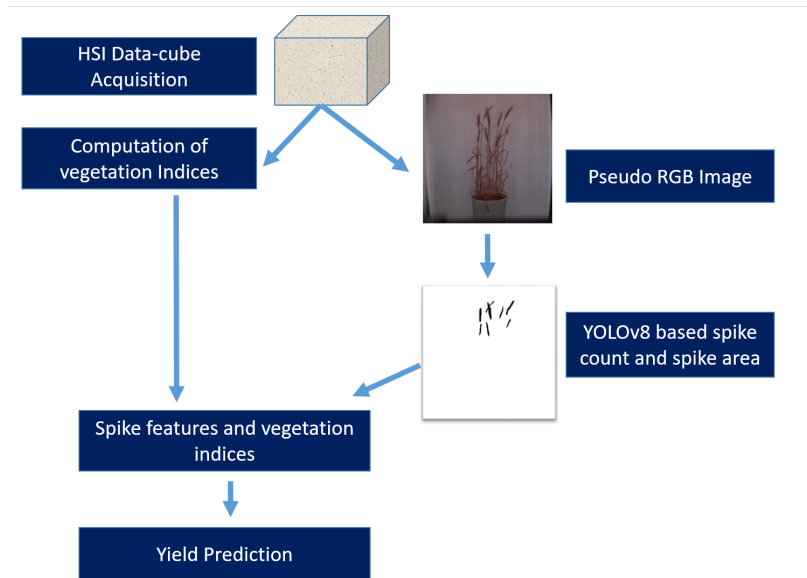 HSI Data-cube
Acquisition
Computation of
vegetation Indices
Pseudo RGB Image
YOLOv8 based spike
count and spike area
Spike features and vegetation
indices
Yield Prediction